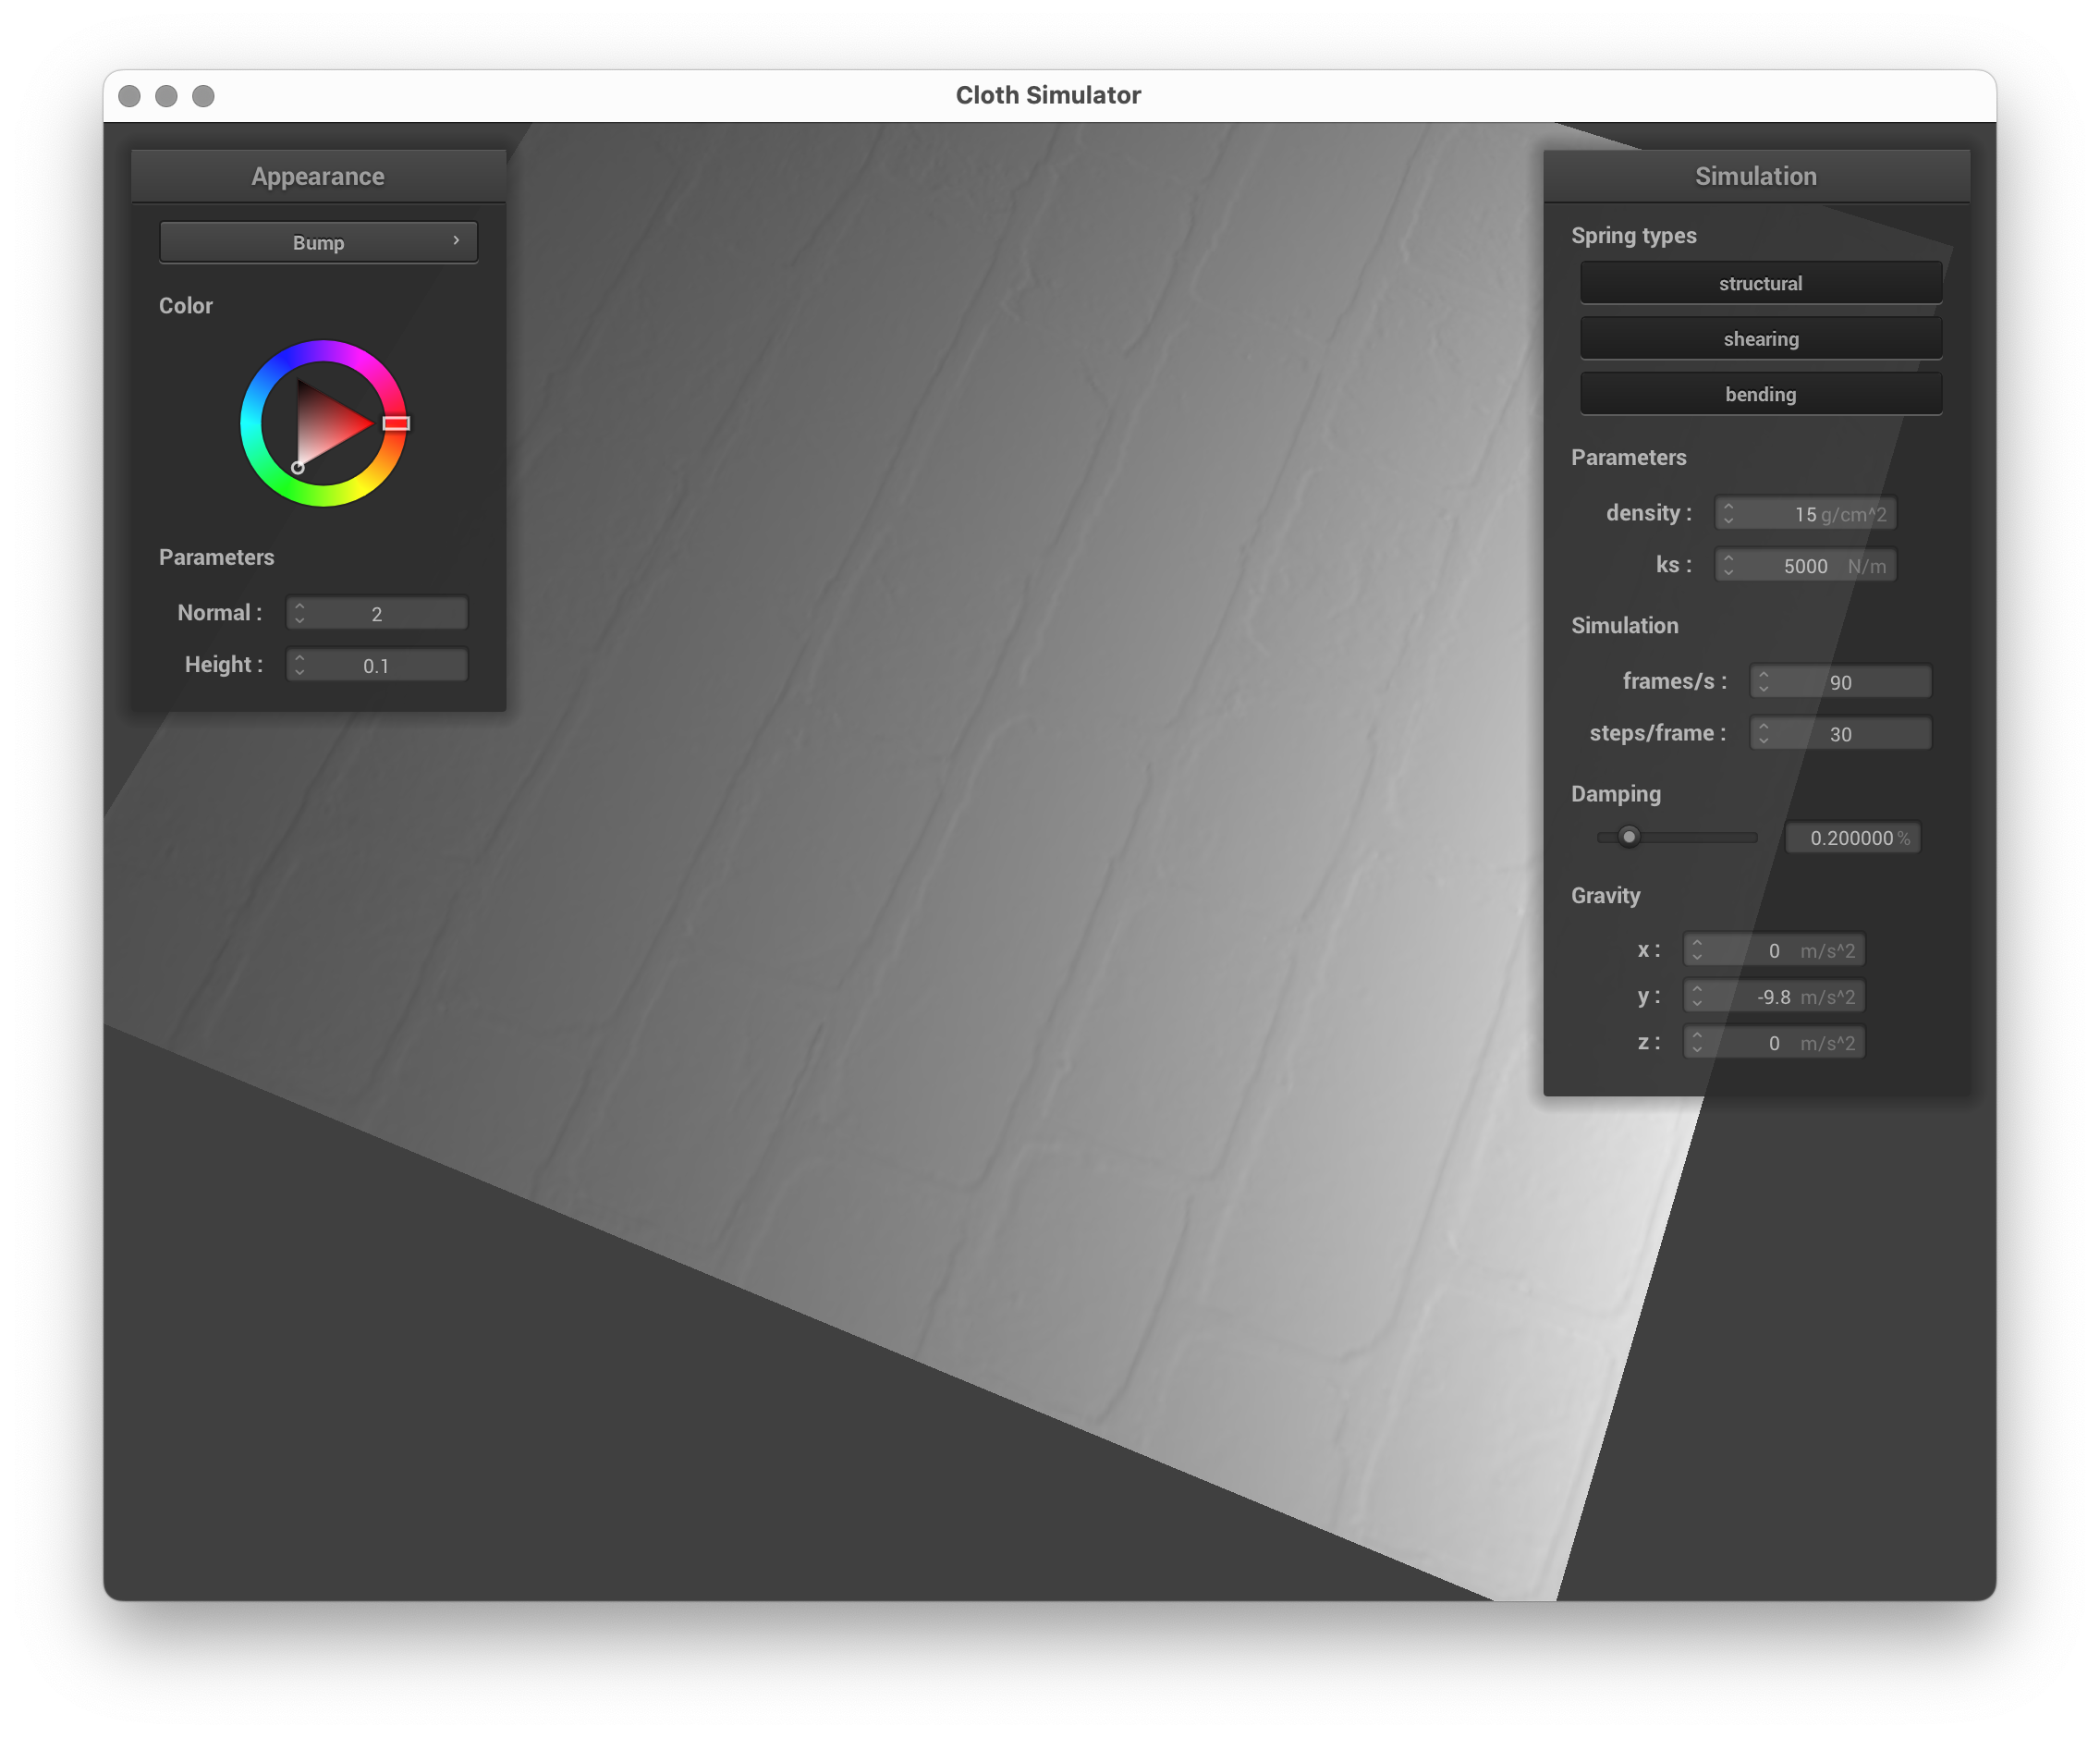 Cloth Simulator
Appearance
Bump
Color
Parameters
Normal : 2
Height : 0.1
Simulation
Spring types
structural
shearing
bending
Parameters
density : 15 g/cm^2
ks : 5000 N/m
Simulation
frames/s : 90
steps/frame : 30
Damping
0.200000 %
Gravity
x : 0 m/s^2
y : -9.8 m/s^2
z : 0 m/s^2